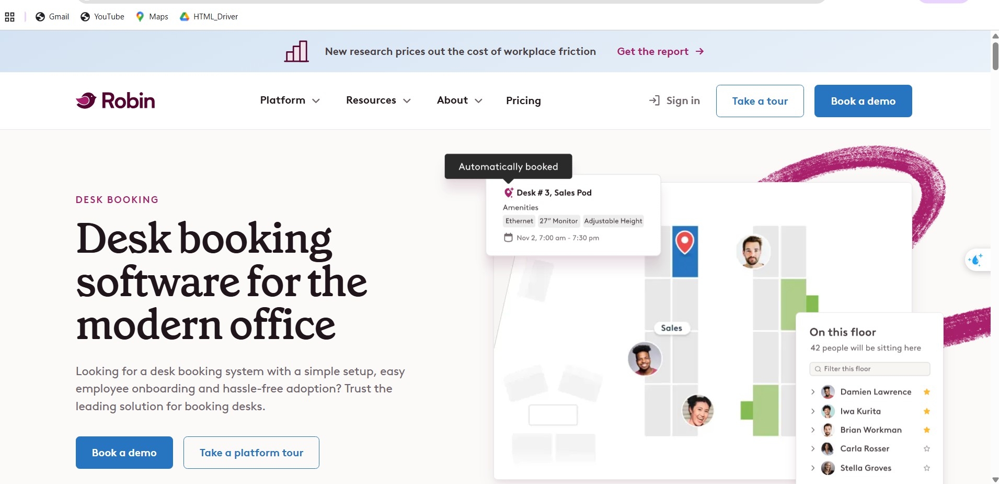 Gmail
YouTube
Maps
HTML_Driver
New research prices out the cost of workplace friction
Get the report →
Robin
Platform
Resources
About
Pricing
Sign in
Take a tour
Book a demo
DESK BOOKING
Desk booking
software for the
modern office
Looking for a desk booking system with a simple setup, easy
employee onboarding and hassle-free adoption? Trust the
leading solution for booking desks.
Book a demo
Take a platform tour
Automatically booked
Desk # 3, Sales Pod
Amenities
Ethernet
27” Monitor
Adjustable Height
Nov 2, 7:00 am - 7:30 pm
Sales
On this floor
42 people will be sitting here
Filter this floor
Damien Lawrence
Iwa Kurita
Brian Workman
Carla Rosser
Stella Groves